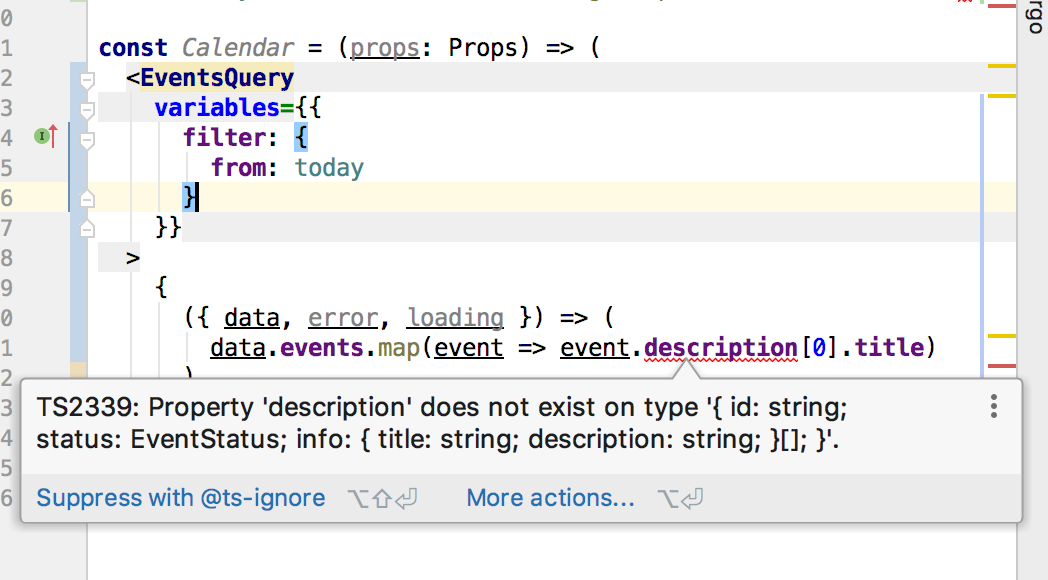 0
1 const Calendar = (props: Props) => (
2 <EventsQuery
3 variables={{
4 I filter: {
5 from: today
6 }
7 }}
8 >
9 {
0 ({ data, error, loading }) => (
1 data.events.map(event => event.description[0].title)
2 )
3 TS2339: Property 'description' does not exist on type '{ id: string;
4 status: EventStatus; info: { title: string; description: string; }[]; }'.
5
6 Suppress with @ts-ignore ⌥⇧⏎ More actions... ⌥⏎
rgo